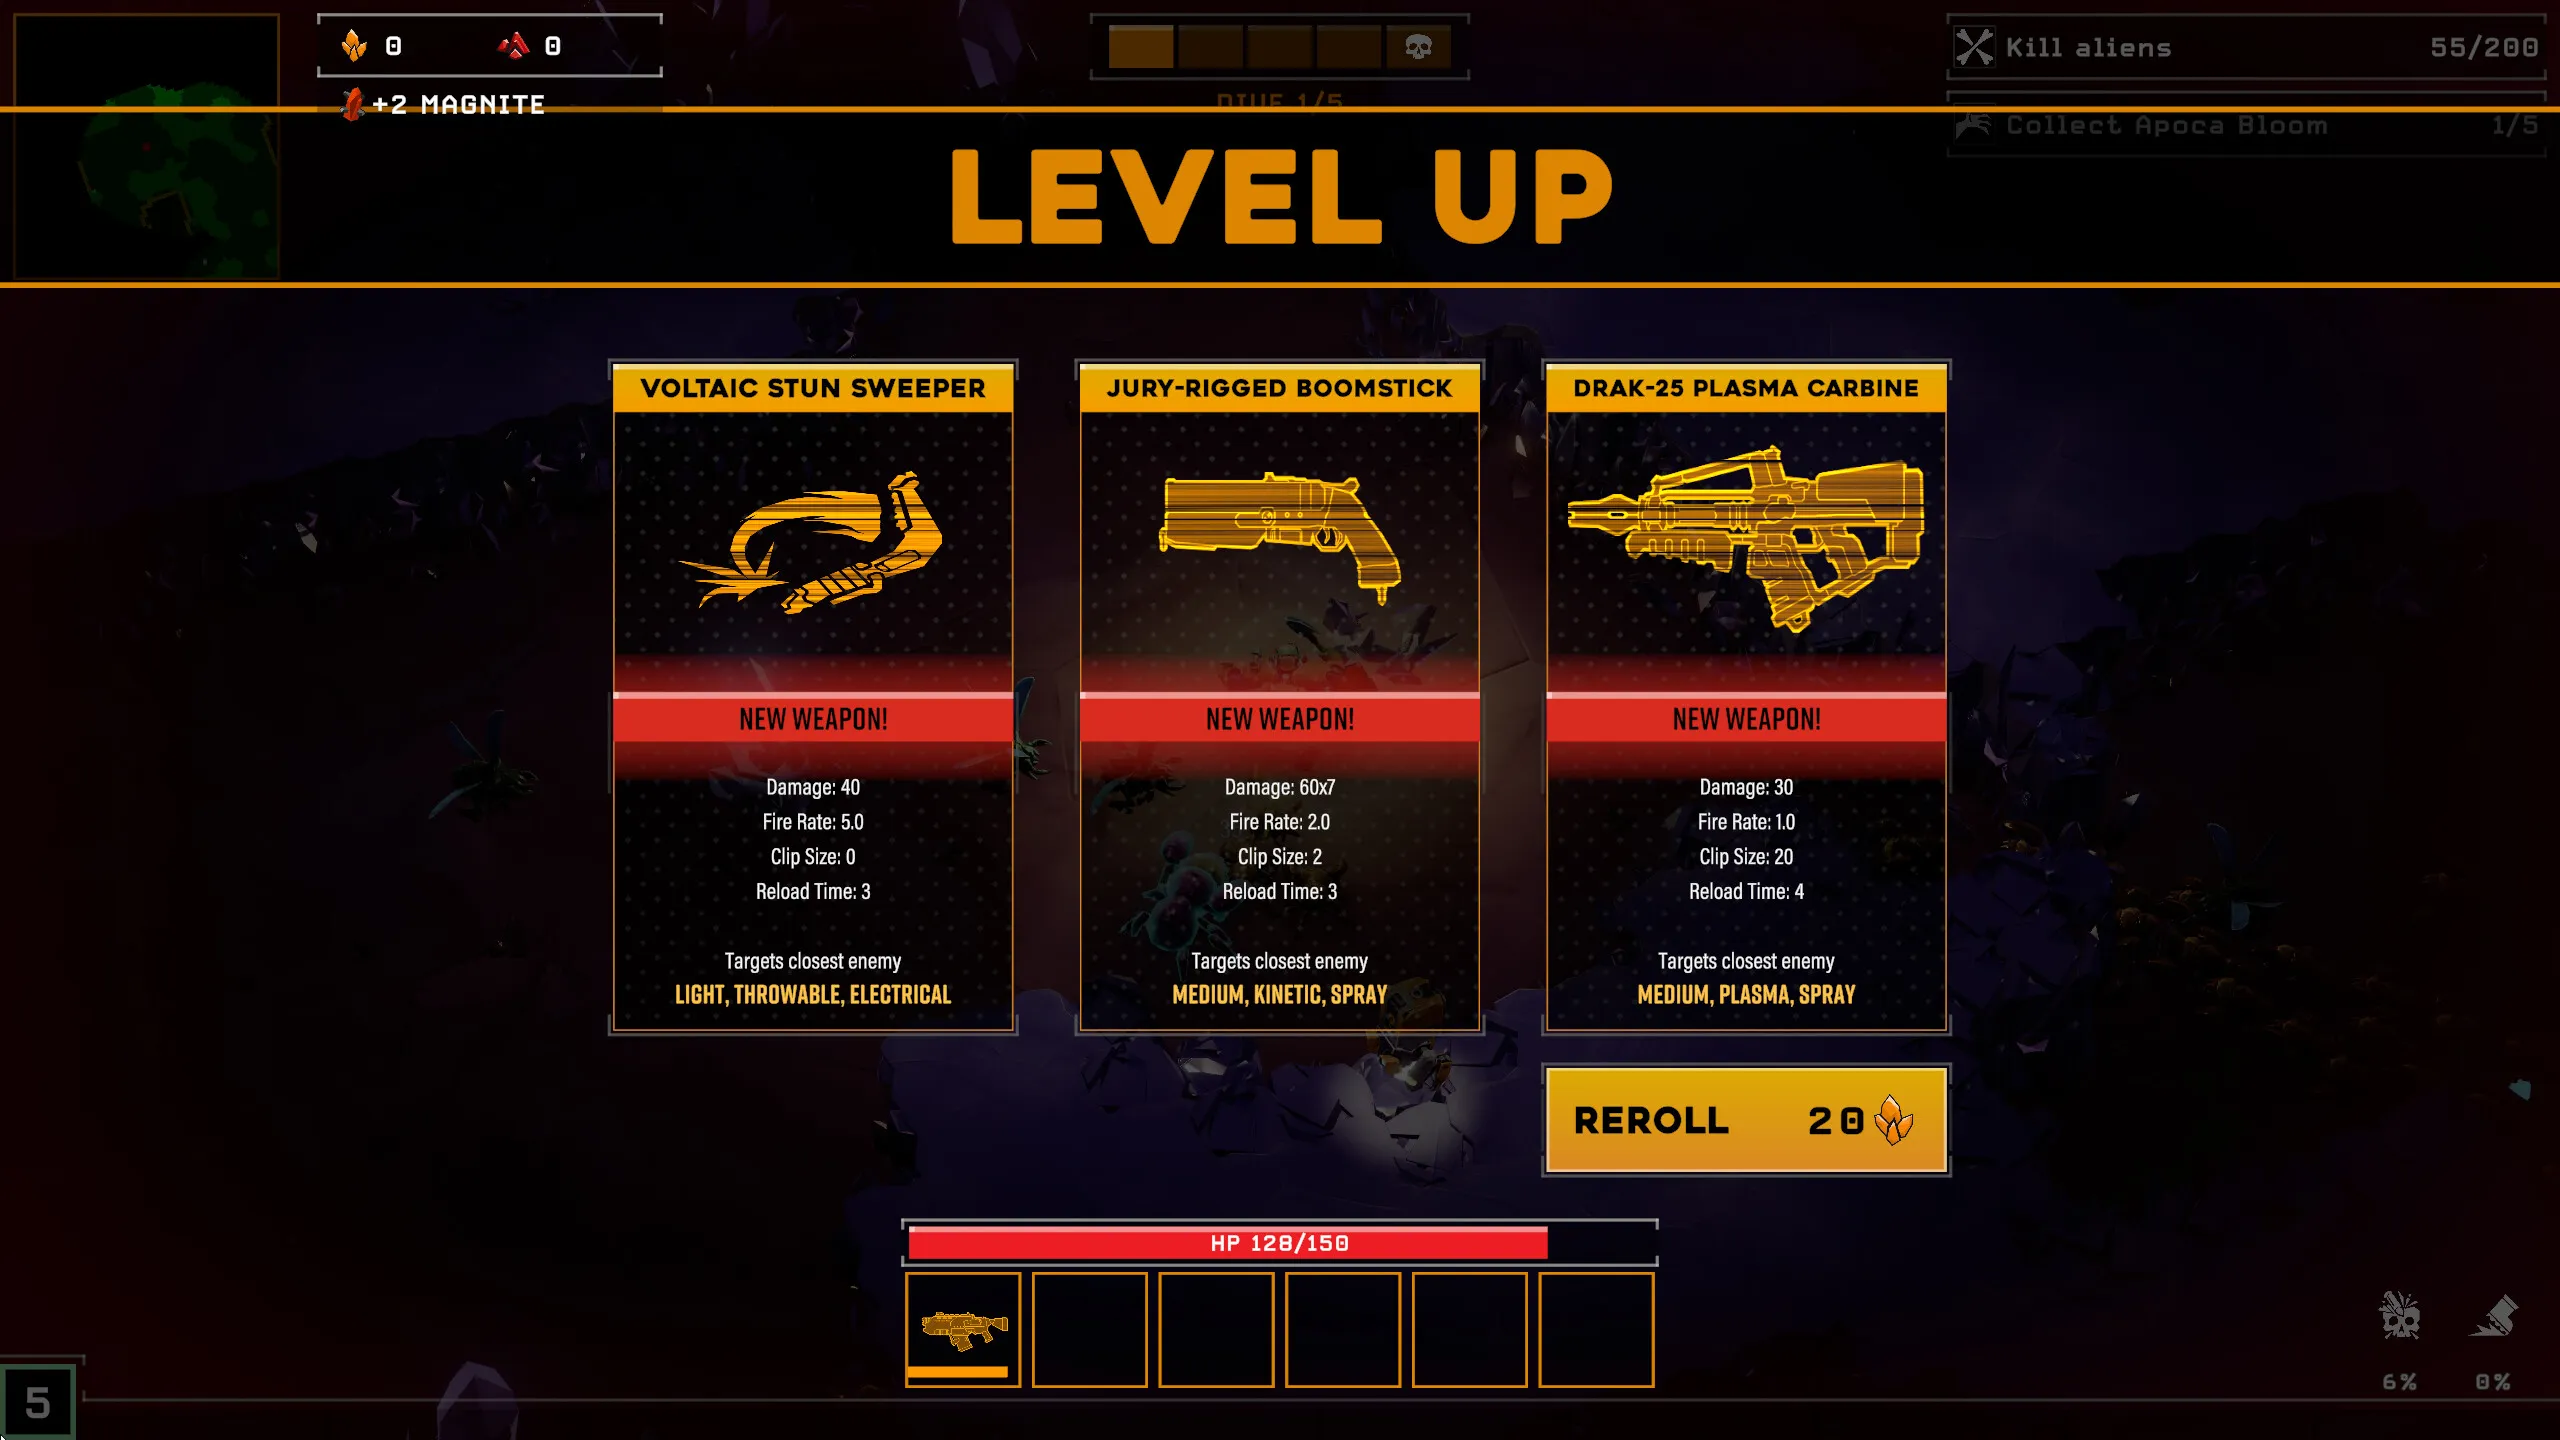 0 0
+2 MAGNITE
DIVE 1/5
Kill aliens 55/200
Collect Apoca Bloom 1/5
LEVEL UP
VOLTAIC STUN SWEEPER
NEW WEAPON!
Damage: 40
Fire Rate: 5.0
Clip Size: 0
Reload Time: 3
Targets closest enemy
LIGHT, THROWABLE, ELECTRICAL
JURY-RIGGED BOOMSTICK
NEW WEAPON!
Damage: 60x7
Fire Rate: 2.0
Clip Size: 2
Reload Time: 3
Targets closest enemy
MEDIUM, KINETIC, SPRAY
DRAK-25 PLASMA CARBINE
NEW WEAPON!
Damage: 30
Fire Rate: 1.0
Clip Size: 20
Reload Time: 4
Targets closest enemy
MEDIUM, PLASMA, SPRAY
REROLL 20
HP 128/150
6% 0%
5